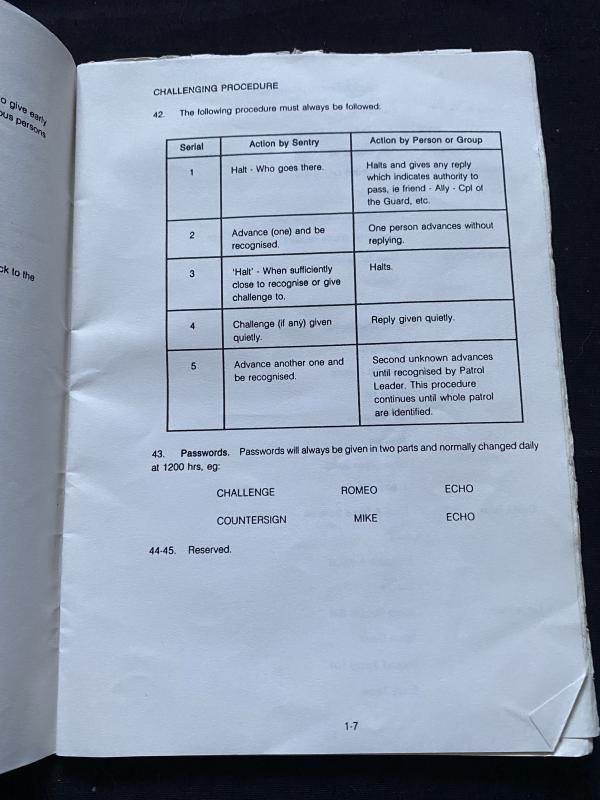 o give early
ous persons
ck to the
CHALLENGING PROCEDURE
42. The following procedure must always be followed:
Serial Action by Sentry Action by Person or Group
1 Halt - Who goes there. Halts and gives any reply
which indicates authority to
pass, ie friend - Ally - Cpl of
the Guard, etc.
2 Advance (one) and be One person advances without
recognised. replying.
3 'Halt' - When sufficiently Halts.
close to recognise or give
challenge to.
4 Challenge (if any) given Reply given quietly.
quietly.
5 Advance another one and Second unknown advances
be recognised. until recognised by Patrol
Leader. This procedure
continues until whole patrol
are identified.
43. Passwords. Passwords will always be given in two parts and normally changed daily
at 1200 hrs, eg:
CHALLENGE ROMEO ECHO
COUNTERSIGN MIKE ECHO
44-45. Reserved.
1-7